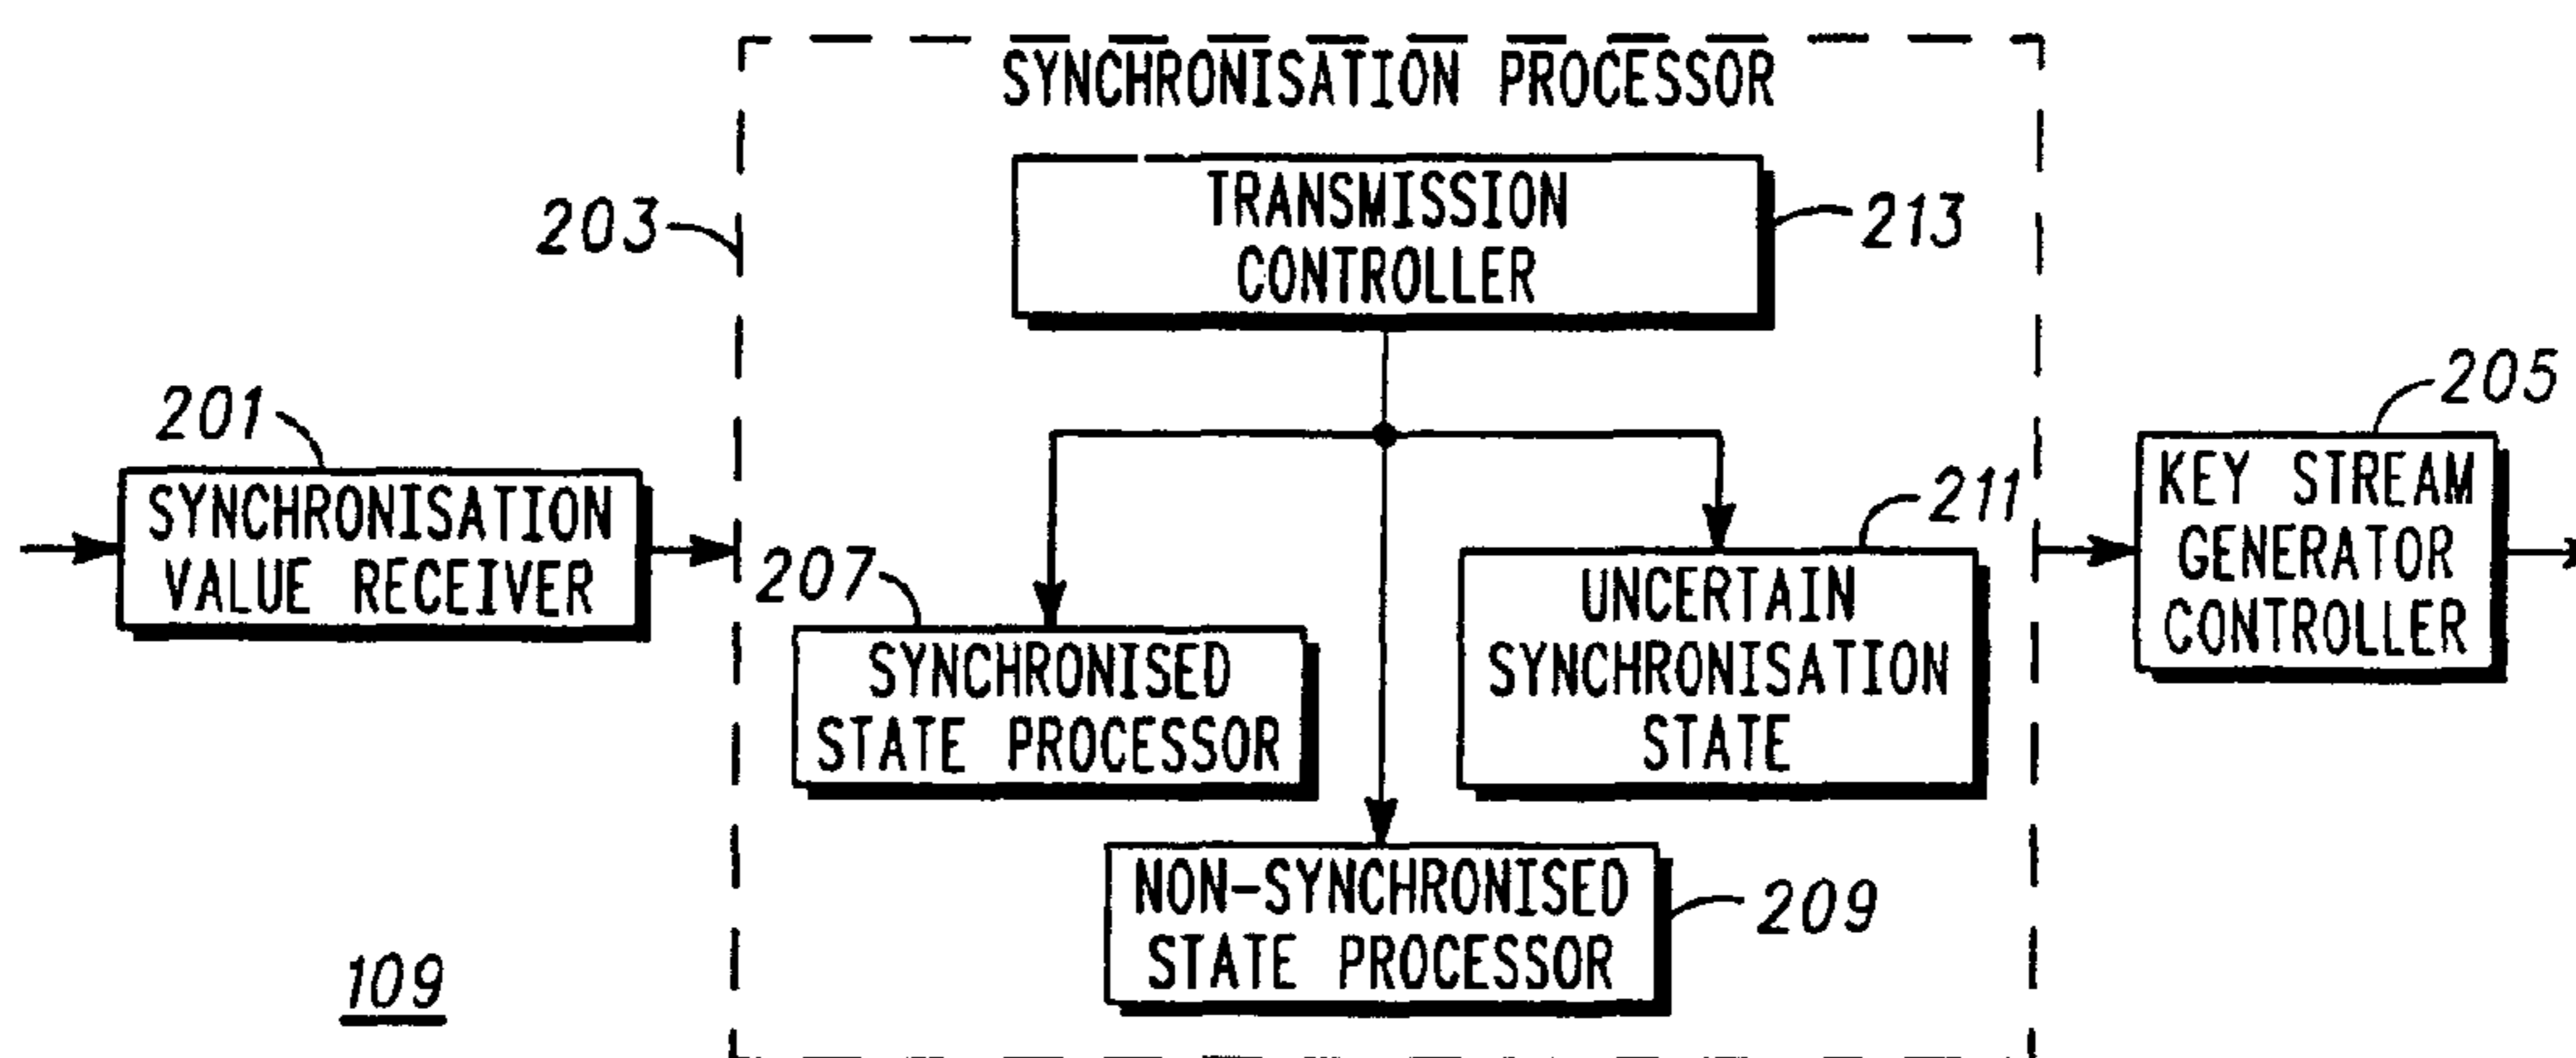 SYNCHRONISATION PROCESSOR
TRANSMISSION
CONTROLLER
203
213
201
SYNCHRONISATION
VALUE RECEIVER
205
KEY STREAM
GENERATOR
CONTROLLER
207
SYNCHRONISED
STATE PROCESSOR
211
UNCERTAIN
SYNCHRONISATION
STATE
NON-SYNCHRONISED
STATE PROCESSOR
209
109